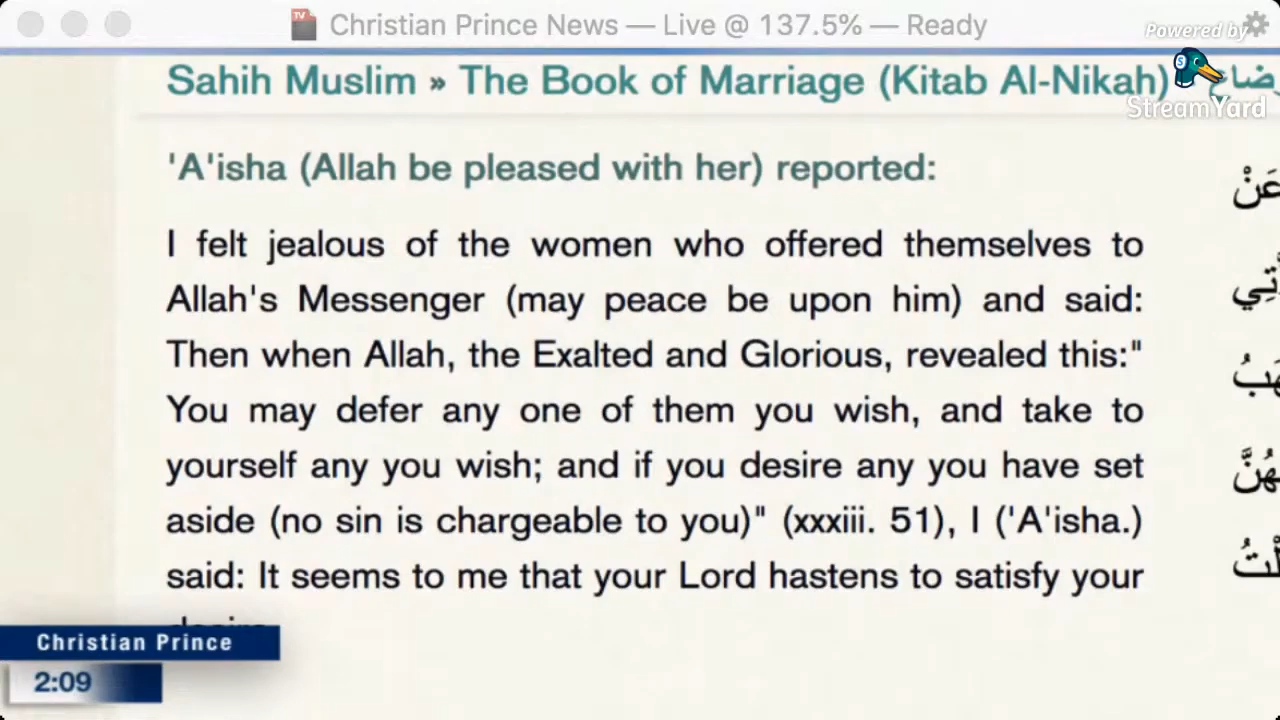 Christian Prince News — Live @ 137.5% — Ready
Powered by
StreamYard
Sahih Muslim » The Book of Marriage (Kitab Al-Nikah)
'A'isha (Allah be pleased with her) reported:
I felt jealous of the women who offered themselves to
Allah's Messenger (may peace be upon him) and said:
Then when Allah, the Exalted and Glorious, revealed this:"
You may defer any one of them you wish, and take to
yourself any you wish; and if you desire any you have set
aside (no sin is chargeable to you)" (xxxiii. 51), I ('A'isha.)
said: It seems to me that your Lord hastens to satisfy your
عَنْ
Christian Prince
2:09